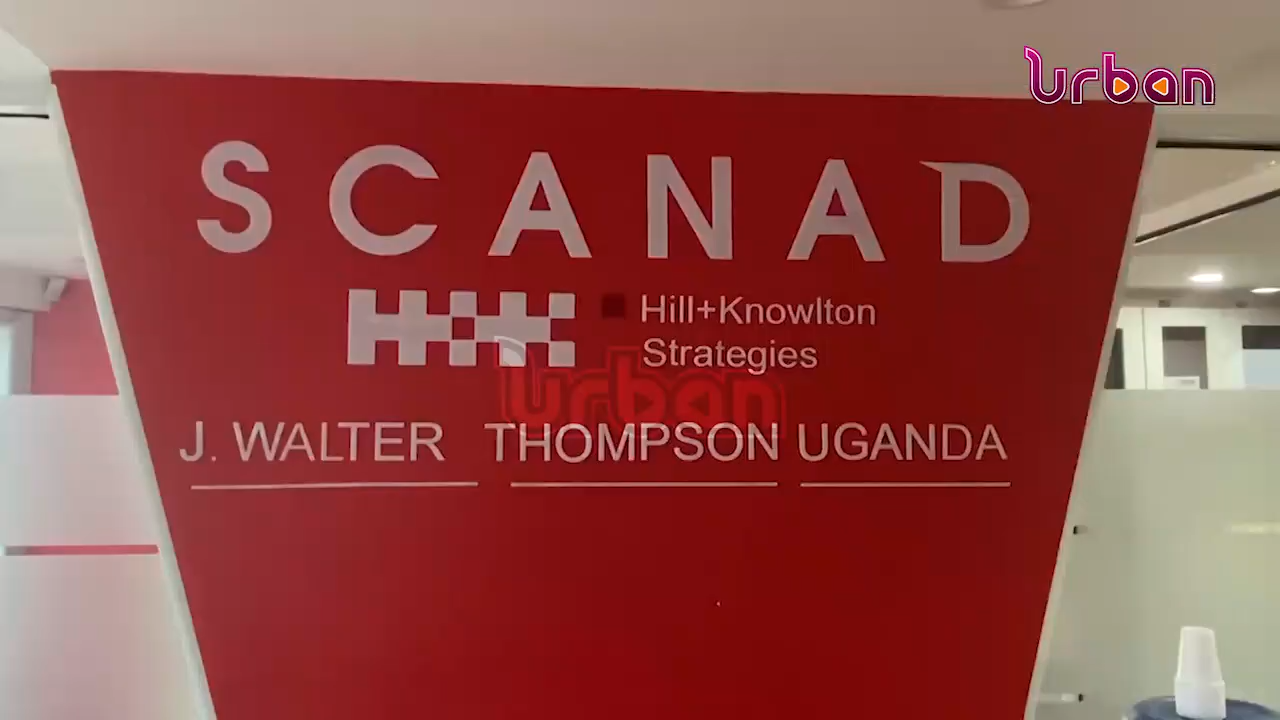 Urban
SCANAD
Hill+Knowlton
Strategies
Urban
J. WALTER THOMPSON UGANDA